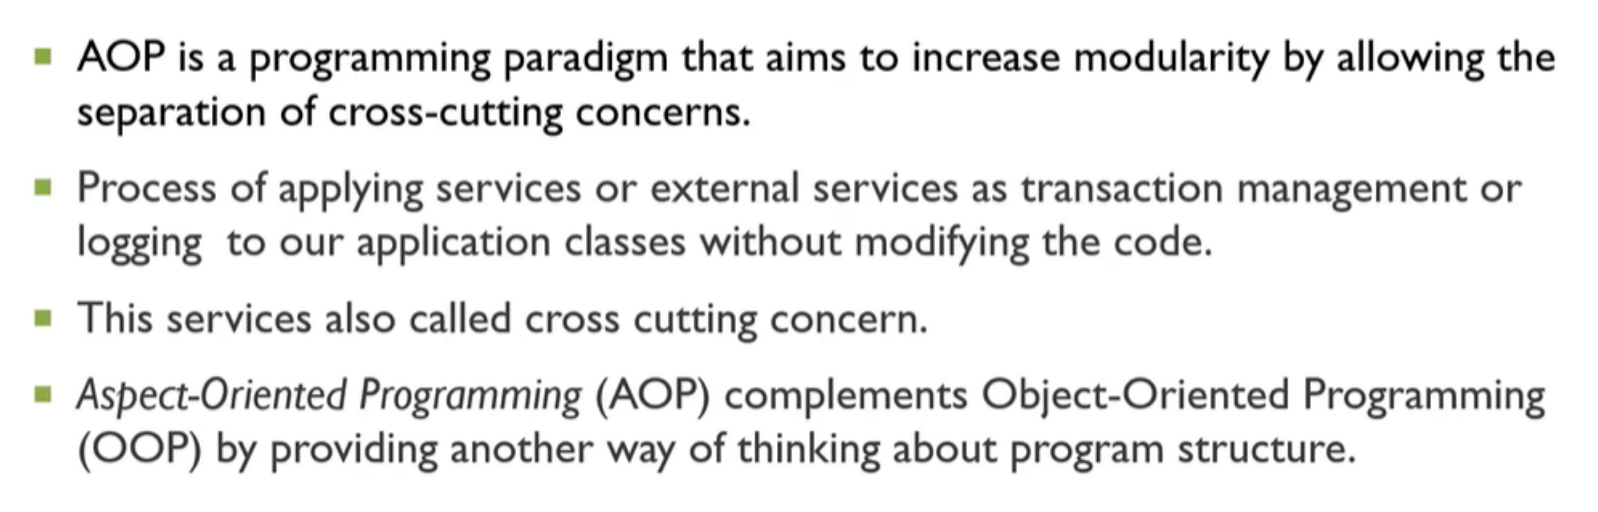 AOP is a programming paradigm that aims to increase modularity by allowing the
separation of cross-cutting concerns.
Process of applying services or external services as transaction management or
logging  to our application classes without modifying the code.
This services also called cross cutting concern.
Aspect-Oriented Programming (AOP) complements Object-Oriented Programming
(OOP) by providing another way of thinking about program structure.